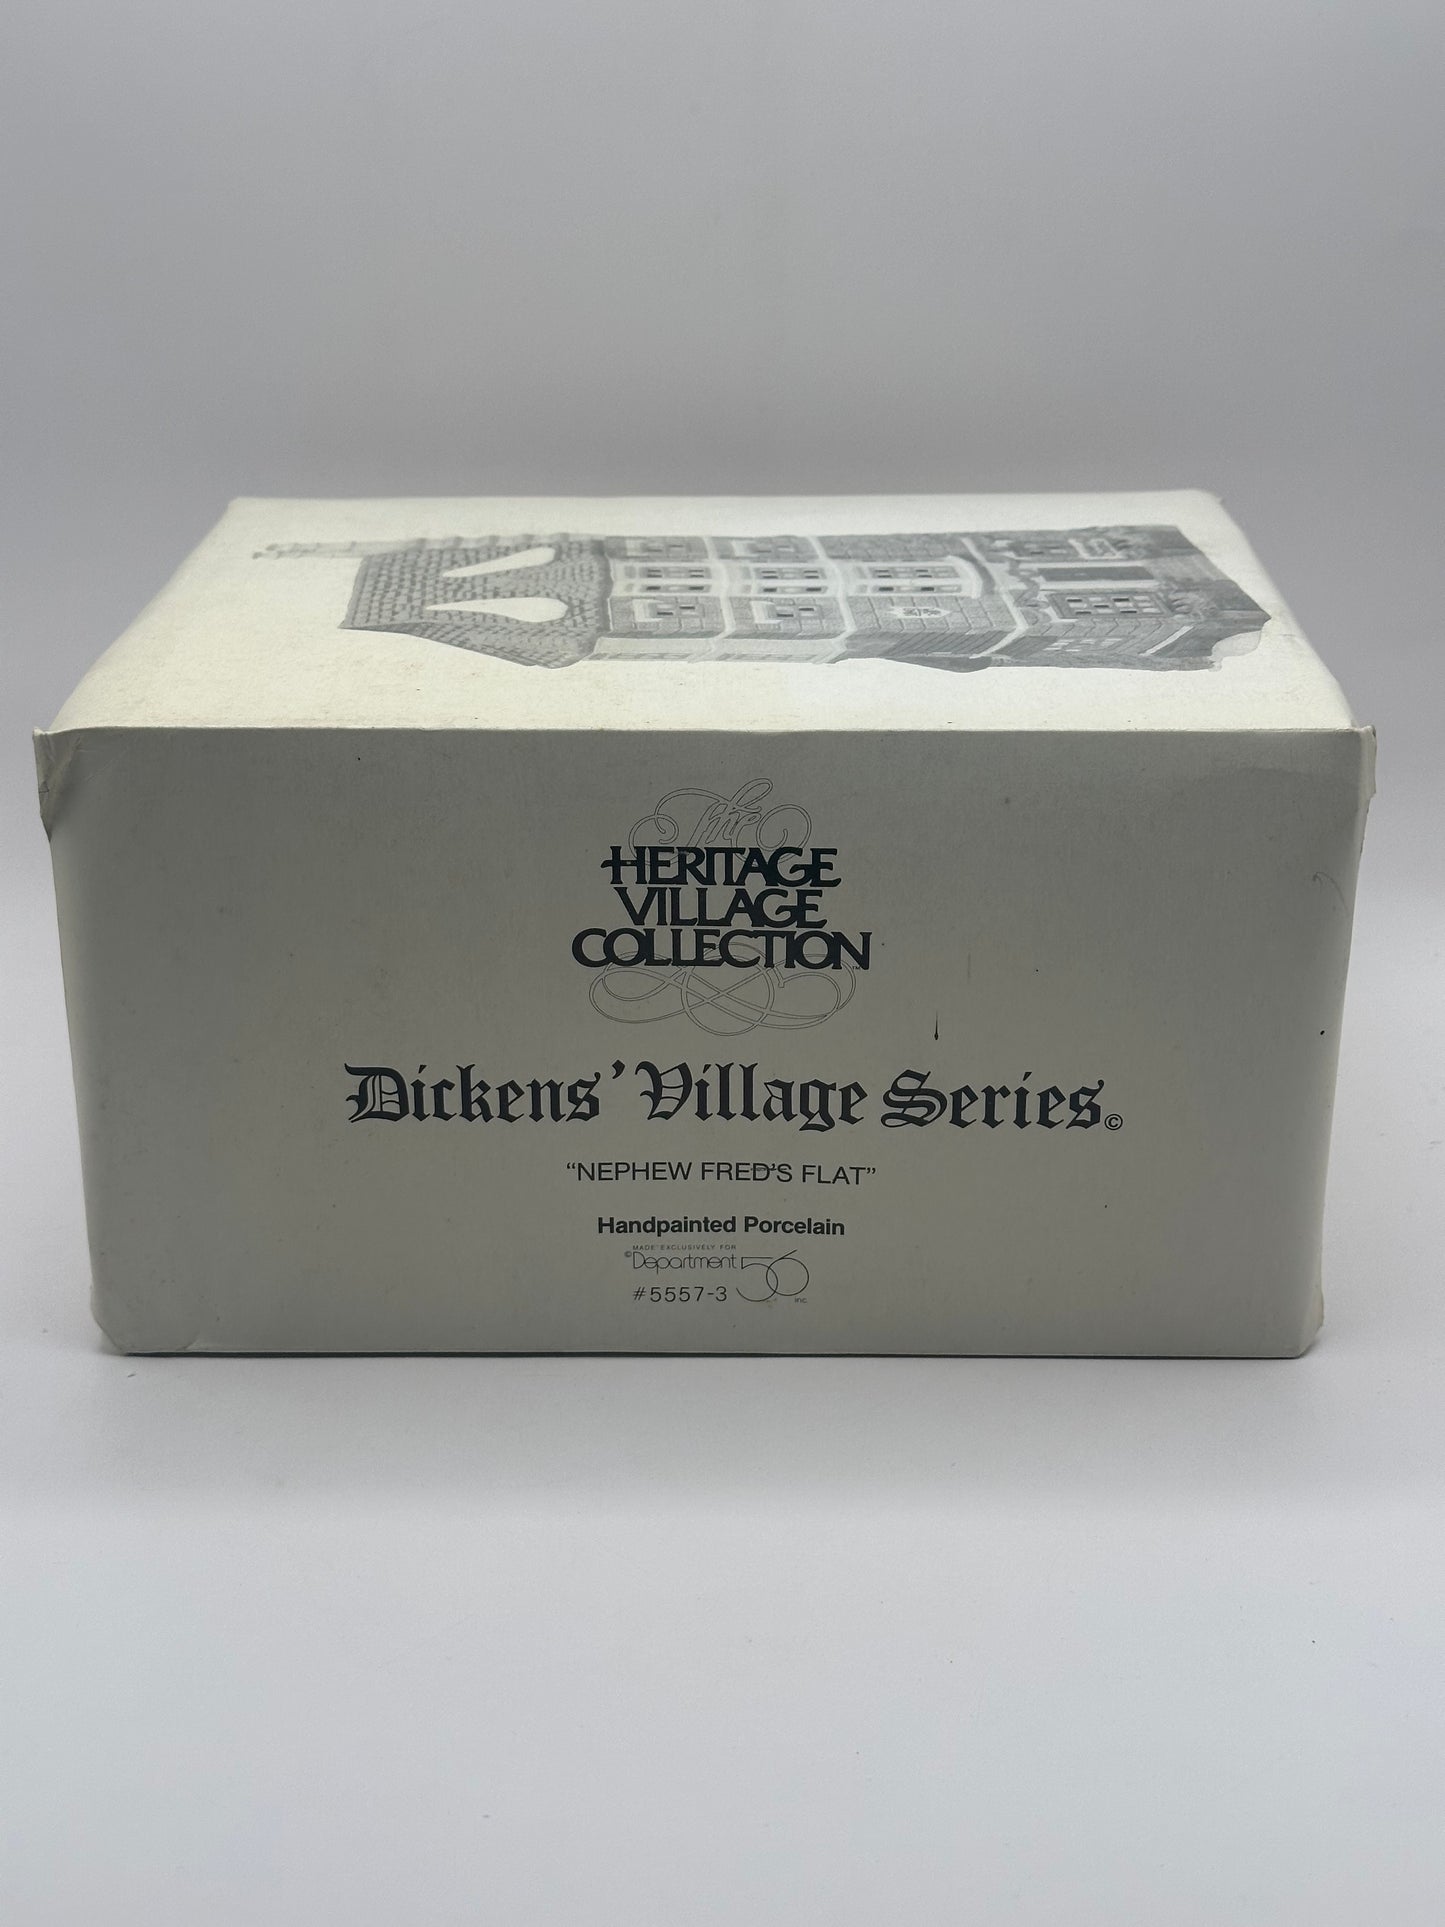 The
HERITAGE
VILLAGE
COLLECTION™
Dickens' Village Series©
“NEPHEW FRED'S FLAT”
Handpainted Porcelain
MADE EXCLUSIVELY FOR
©Department 56 inc.
#5557-3